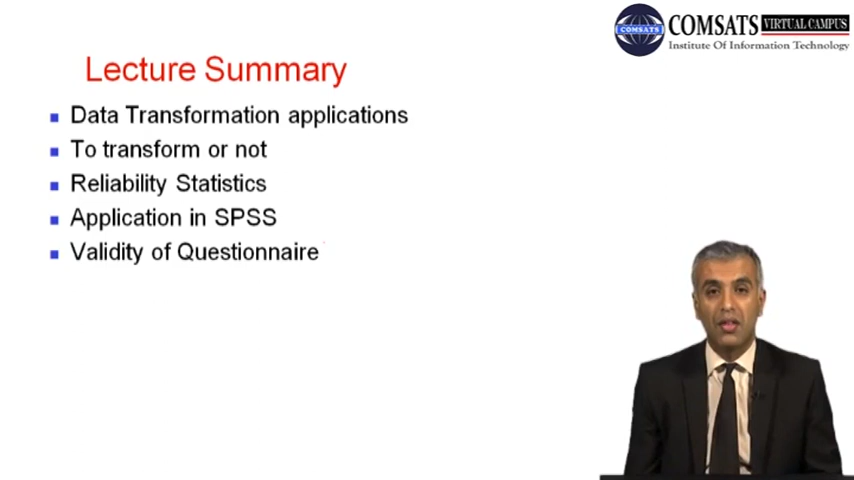 COMSATS VIRTUAL CAMPUS
COMSATS
Institute Of Information Technology
Lecture Summary
Data Transformation applications
To transform or not
Reliability Statistics
Application in SPSS
Validity of Questionnaire